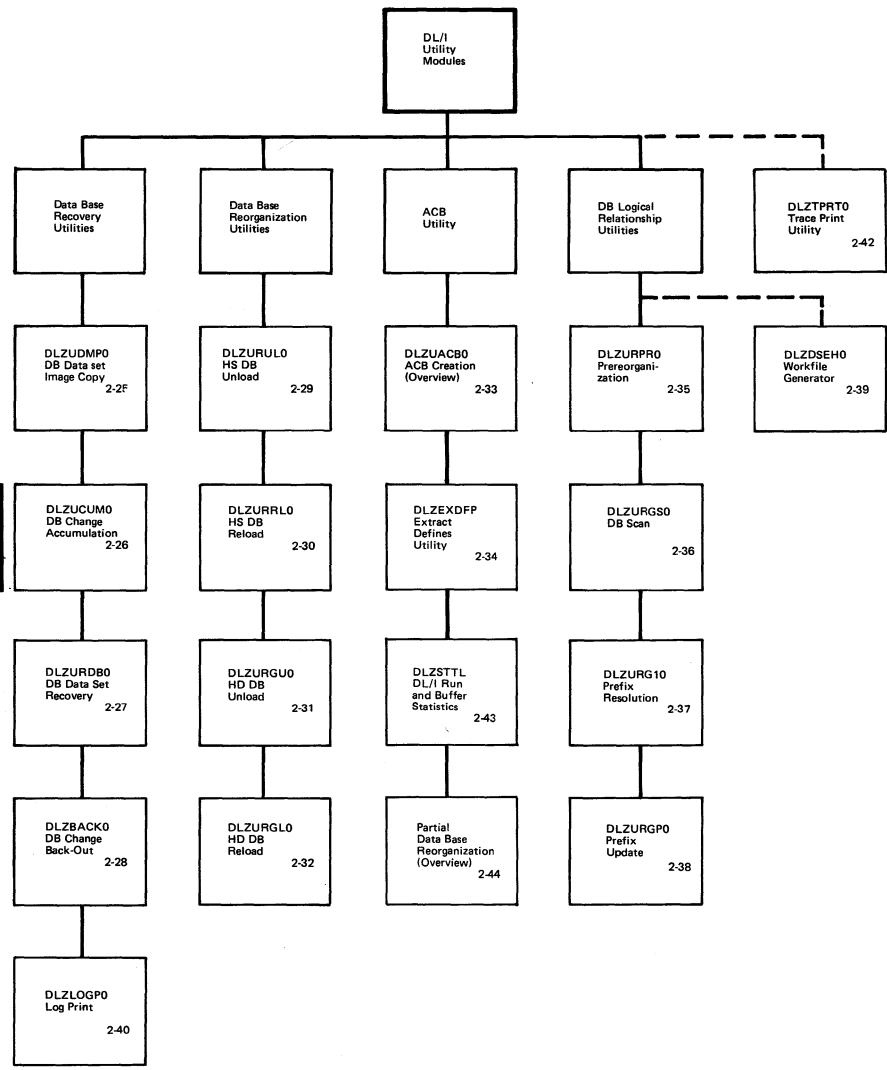 DL/I
Utility
Modules
Data Base
Recovery
Utilities
Data Base
Reorganization
Utilities
ACB
Utility
DB Logical
Relationship
Utilities
DLZTPRT0
Trace Print
Utility
2-42
DLZUDMP0
DB Data set
Image Copy
2-25
DLZURUL0
HS DB
Unload
2-29
DLZUACB0
ACB Creation
(Overview)
2-33
DLZURPR0
Prereorgani-
zation
2-35
DLZDSEH0
Workfile
Generator
2-39
DLZUCUM0
DB Change
Accumulation
2-26
DLZURRL0
HS DB
Reload
2-30
DLZEXDFP
Extract
Defines
Utility
2-34
DLZURGS0
DB Scan
2-36
DLZURDB0
DB Data Set
Recovery
2-27
DLZURGU0
HD DB
Unload
2-31
DLZSTTL
DL/I Run
and Buffer
Statistics
2-43
DLZURG10
Prefix
Resolution
2-37
DLZBACK0
DB Change
Back-Out
2-28
DLZURGL0
HD DB
Reload
2-32
Partial
Data Base
Reorganization
(Overview)
2-44
DLZURGP0
Prefix
Update
2-38
DLZLOGP0
Log Print
2-40